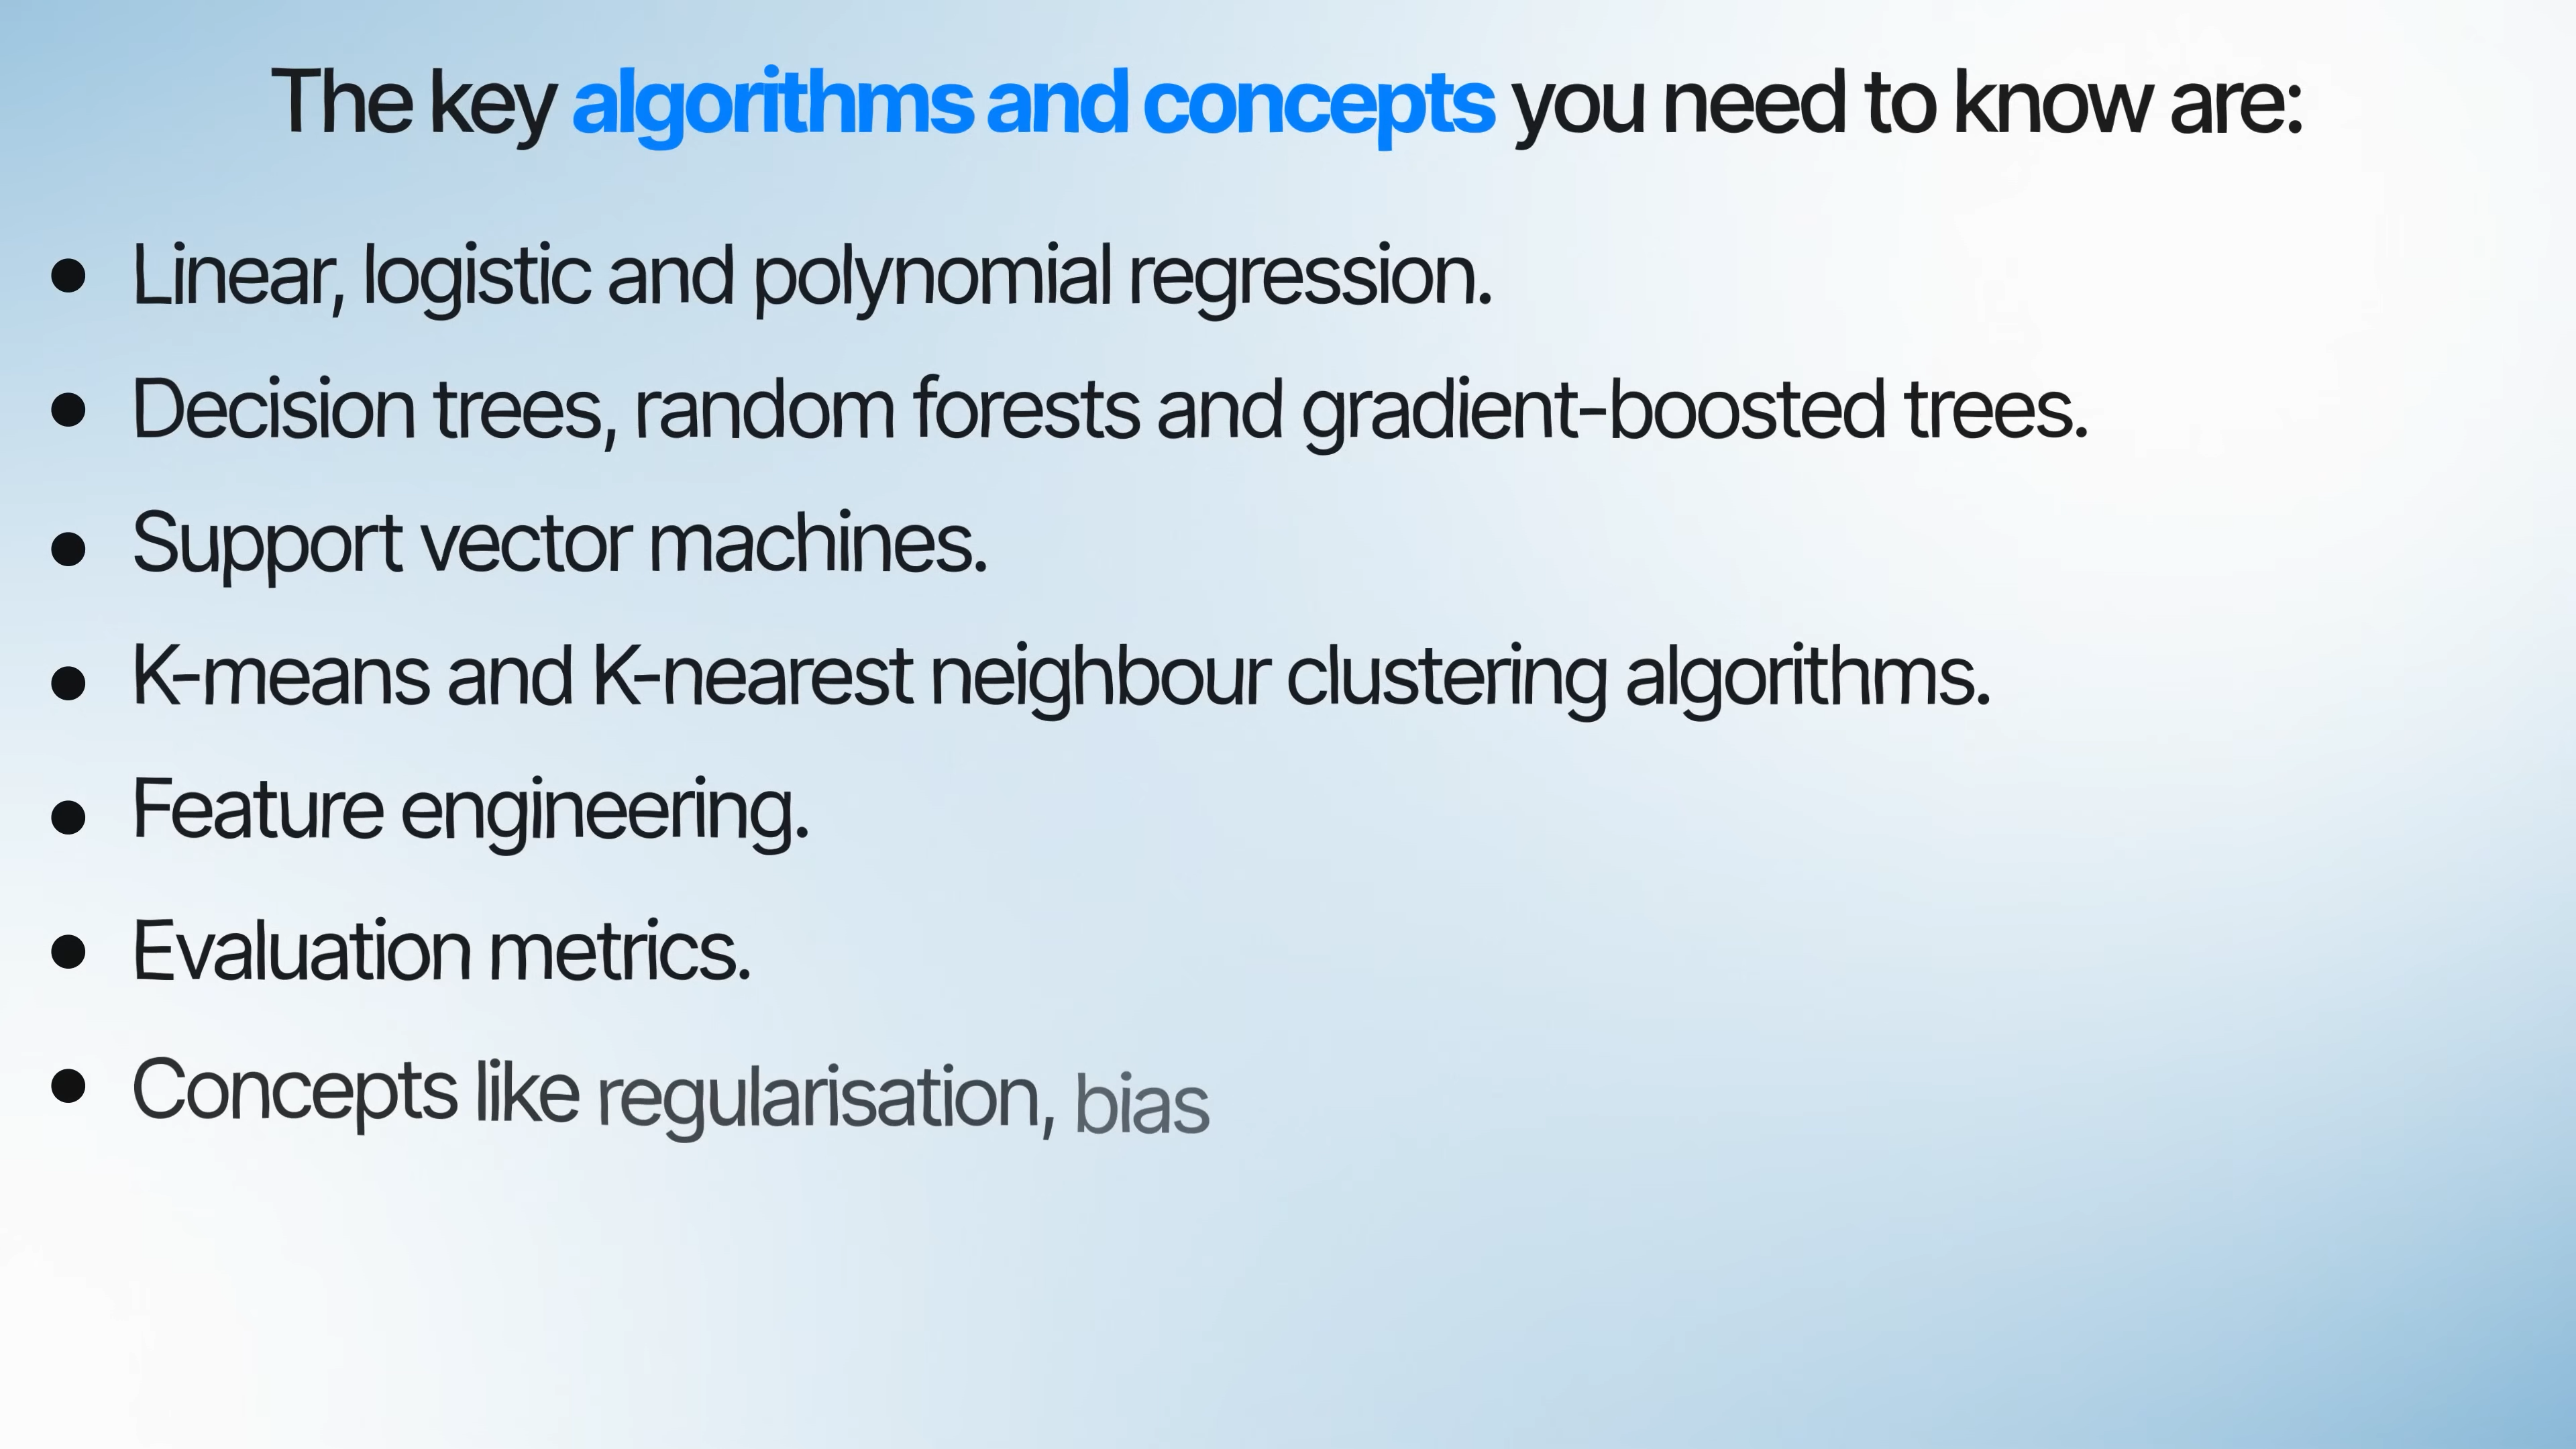 The key algorithms and concepts you need to know are:
• Linear, logistic and polynomial regression.
• Decision trees, random forests and gradient-boosted trees.
• Support vector machines.
• K-means and K-nearest neighbour clustering algorithms.
• Feature engineering.
• Evaluation metrics.
• Concepts like regularisation, bias